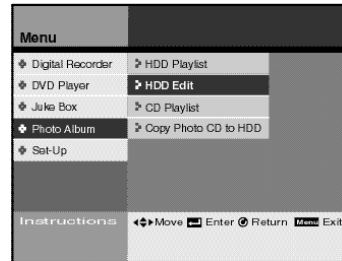 Menu
Digital Recorder
DVD Player
Juke Box
Photo Album
Set-Up
HDD Playlist
HDD Edit
CD Playlist
Copy Photo CD to HDD
Instructions
Move Enter Return Menu Exit